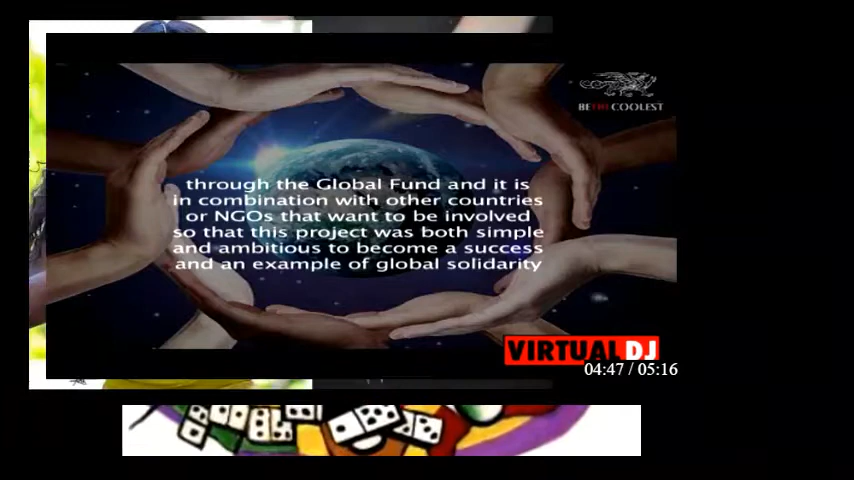 BETHECOOLEST
through the Global Fund and it is
in combination with other countries
or NGOs that want to be involved
so that this project was both simple
and ambitious to become a success
and an example of global solidarity
VIRTUAL DJ
04:47 / 05:16